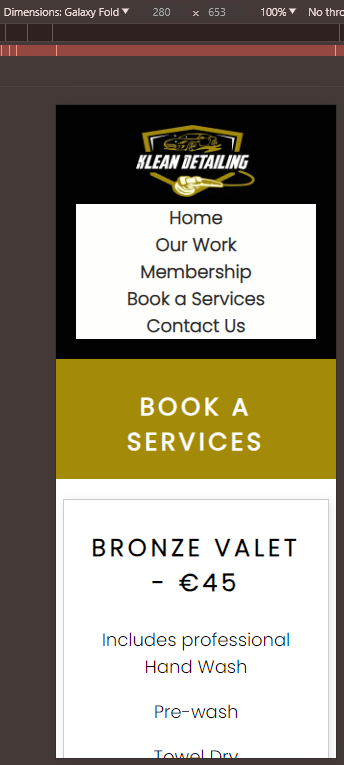 Dimensions: Galaxy Fold ▼ 280 × 653 100% ▼ No thro
KLEAN DETAILING
Home
Our Work
Membership
Book a Services
Contact Us
BOOK A
SERVICES
BRONZE VALET
- €45
Includes professional
Hand Wash
Pre-wash
Towel Dry